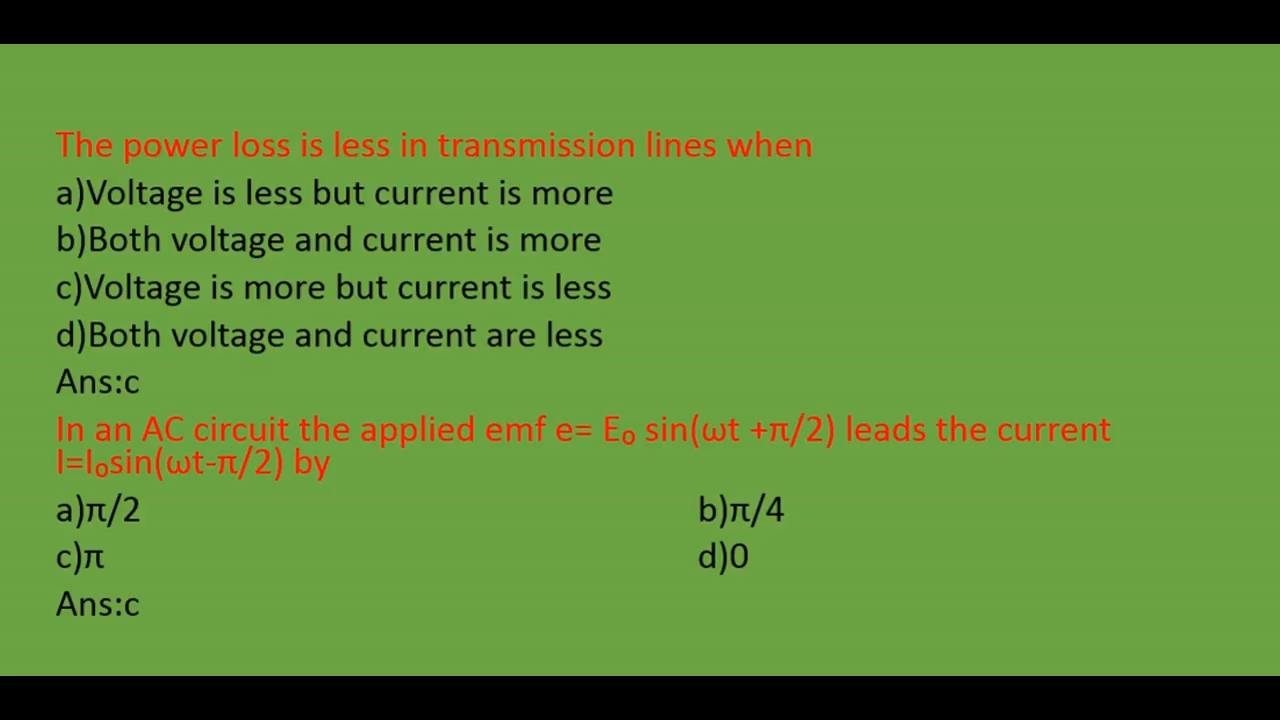 The power loss is less in transmission lines when
a)Voltage is less but current is more
b)Both voltage and current is more
c)Voltage is more but current is less
d)Both voltage and current are less
Ans:c
In an AC circuit the applied emf e= E₀ sin(ωt +π/2) leads the current
I=I₀sin(ωt-π/2) by
a)π/2 b)π/4
c)π d)0
Ans:c